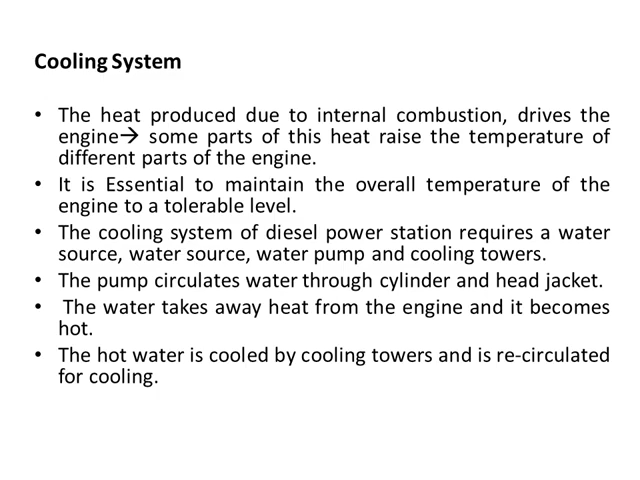 Cooling System
• The heat produced due to internal combustion, drives the
engine→ some parts of this heat raise the temperature of
different parts of the engine.
• It is Essential to maintain the overall temperature of the
engine to a tolerable level.
• The cooling system of diesel power station requires a water
source, water source, water pump and cooling towers.
• The pump circulates water through cylinder and head jacket.
• The water takes away heat from the engine and it becomes
hot.
• The hot water is cooled by cooling towers and is re-circulated
for cooling.